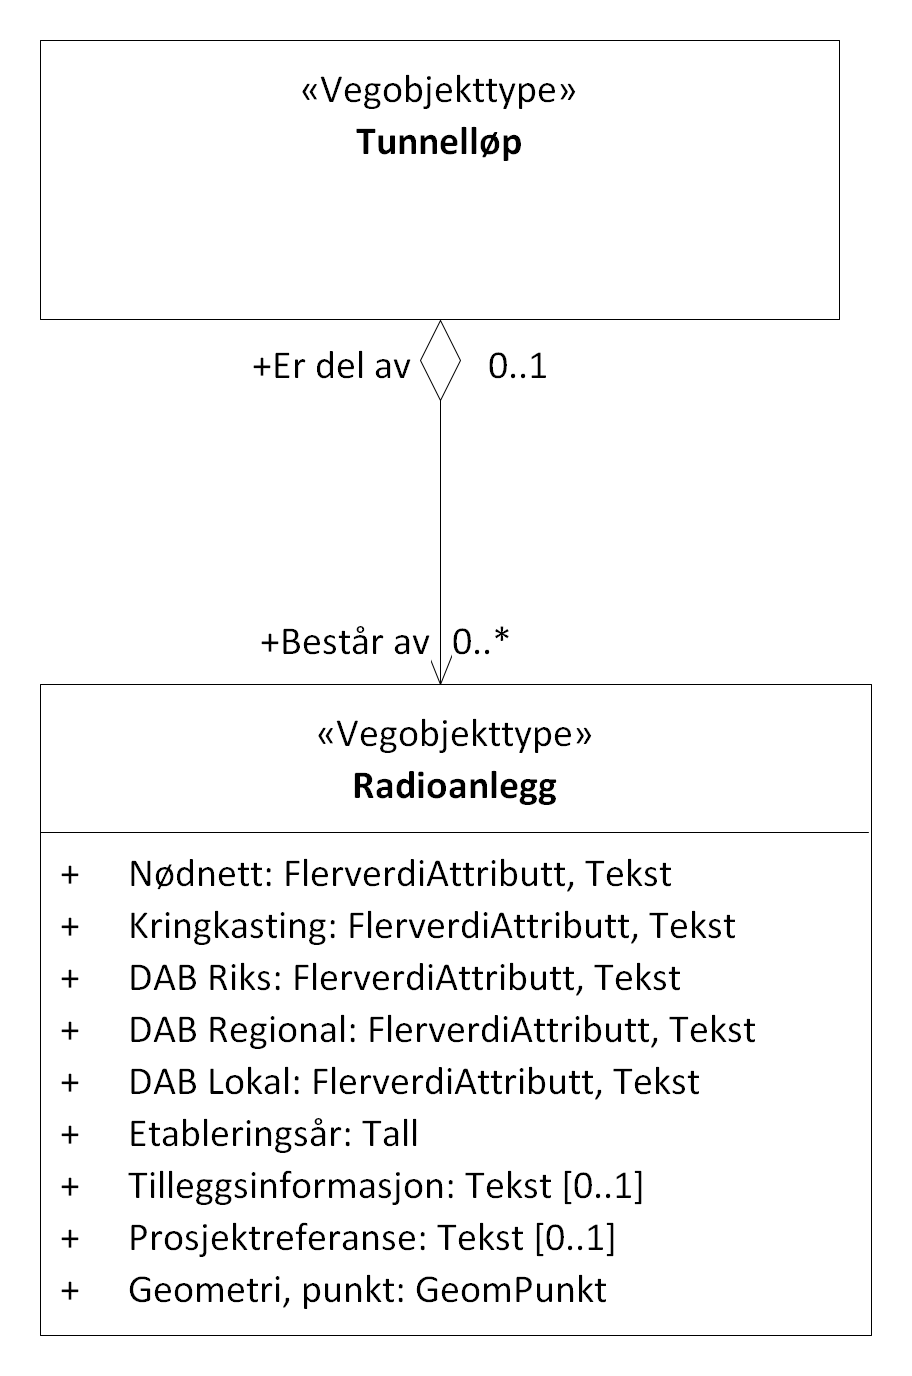 «Vegobjekttype»
Tunnelløp
+Er del av 0..1
+Består av 0..*
«Vegobjekttype»
Radioanlegg
+ Nødnett: FlerverdiAttributt, Tekst
+ Kringkasting: FlerverdiAttributt, Tekst
+ DAB Riks: FlerverdiAttributt, Tekst
+ DAB Regional: FlerverdiAttributt, Tekst
+ DAB Lokal: FlerverdiAttributt, Tekst
+ Etableringsår: Tall
+ Tilleggsinformasjon: Tekst [0..1]
+ Prosjektreferanse: Tekst [0..1]
+ Geometri, punkt: GeomPunkt